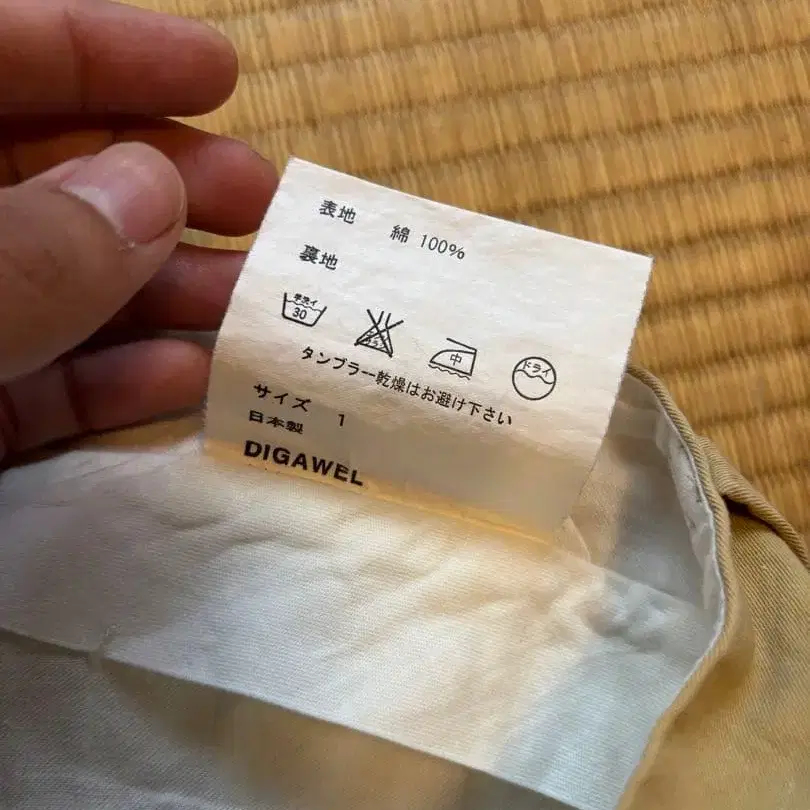 表地 綿 100%
裏地
手洗イ 30 中 ドライ
タンブラー乾燥はお避け下さい
サイズ 1
日本製
DIGAWEL